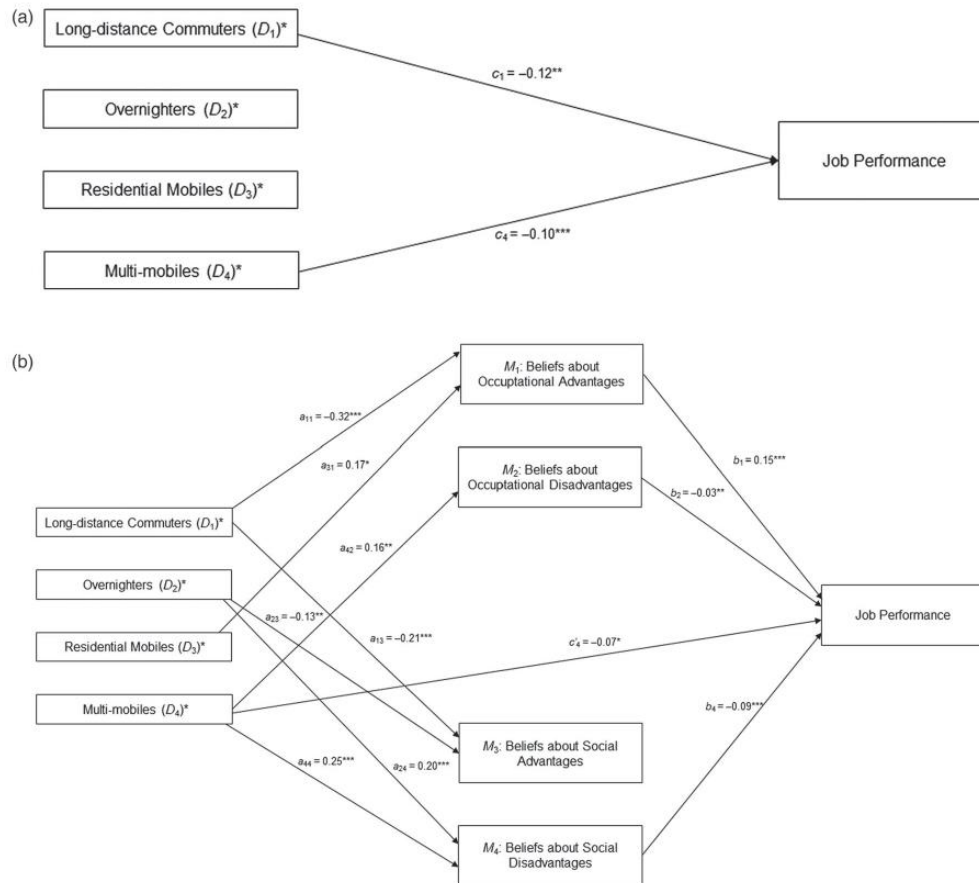 (a)
Long-distance Commuters (D₁)*
c₁ = –0.12**
Overnighters (D₂)*
Job Performance
Residential Mobiles (D₃)*
c₄ = –0.10***
Multi-mobiles (D₄)*
(b)
M₁: Beliefs about
Occuptational Advantages
a₁₁ = –0.32***
a₃₁ = 0.17*
b₁ = 0.15***
M₂: Beliefs about
Occuptational Disadvantages
b₂ = –0.03**
Long-distance Commuters (D₁)*
a₄₂ = 0.16**
Overnighters (D₂)*
a₂₃ = –0.13**
Job Performance
Residential Mobiles (D₃)*
a₁₃ = –0.21***
c'₄ = –0.07*
Multi-mobiles (D₄)*
b₄ = –0.09***
M₃: Beliefs about Social
Advantages
a₄₄ = 0.25***
a₂₄ = 0.20***
M₄: Beliefs about Social
Disadvantages